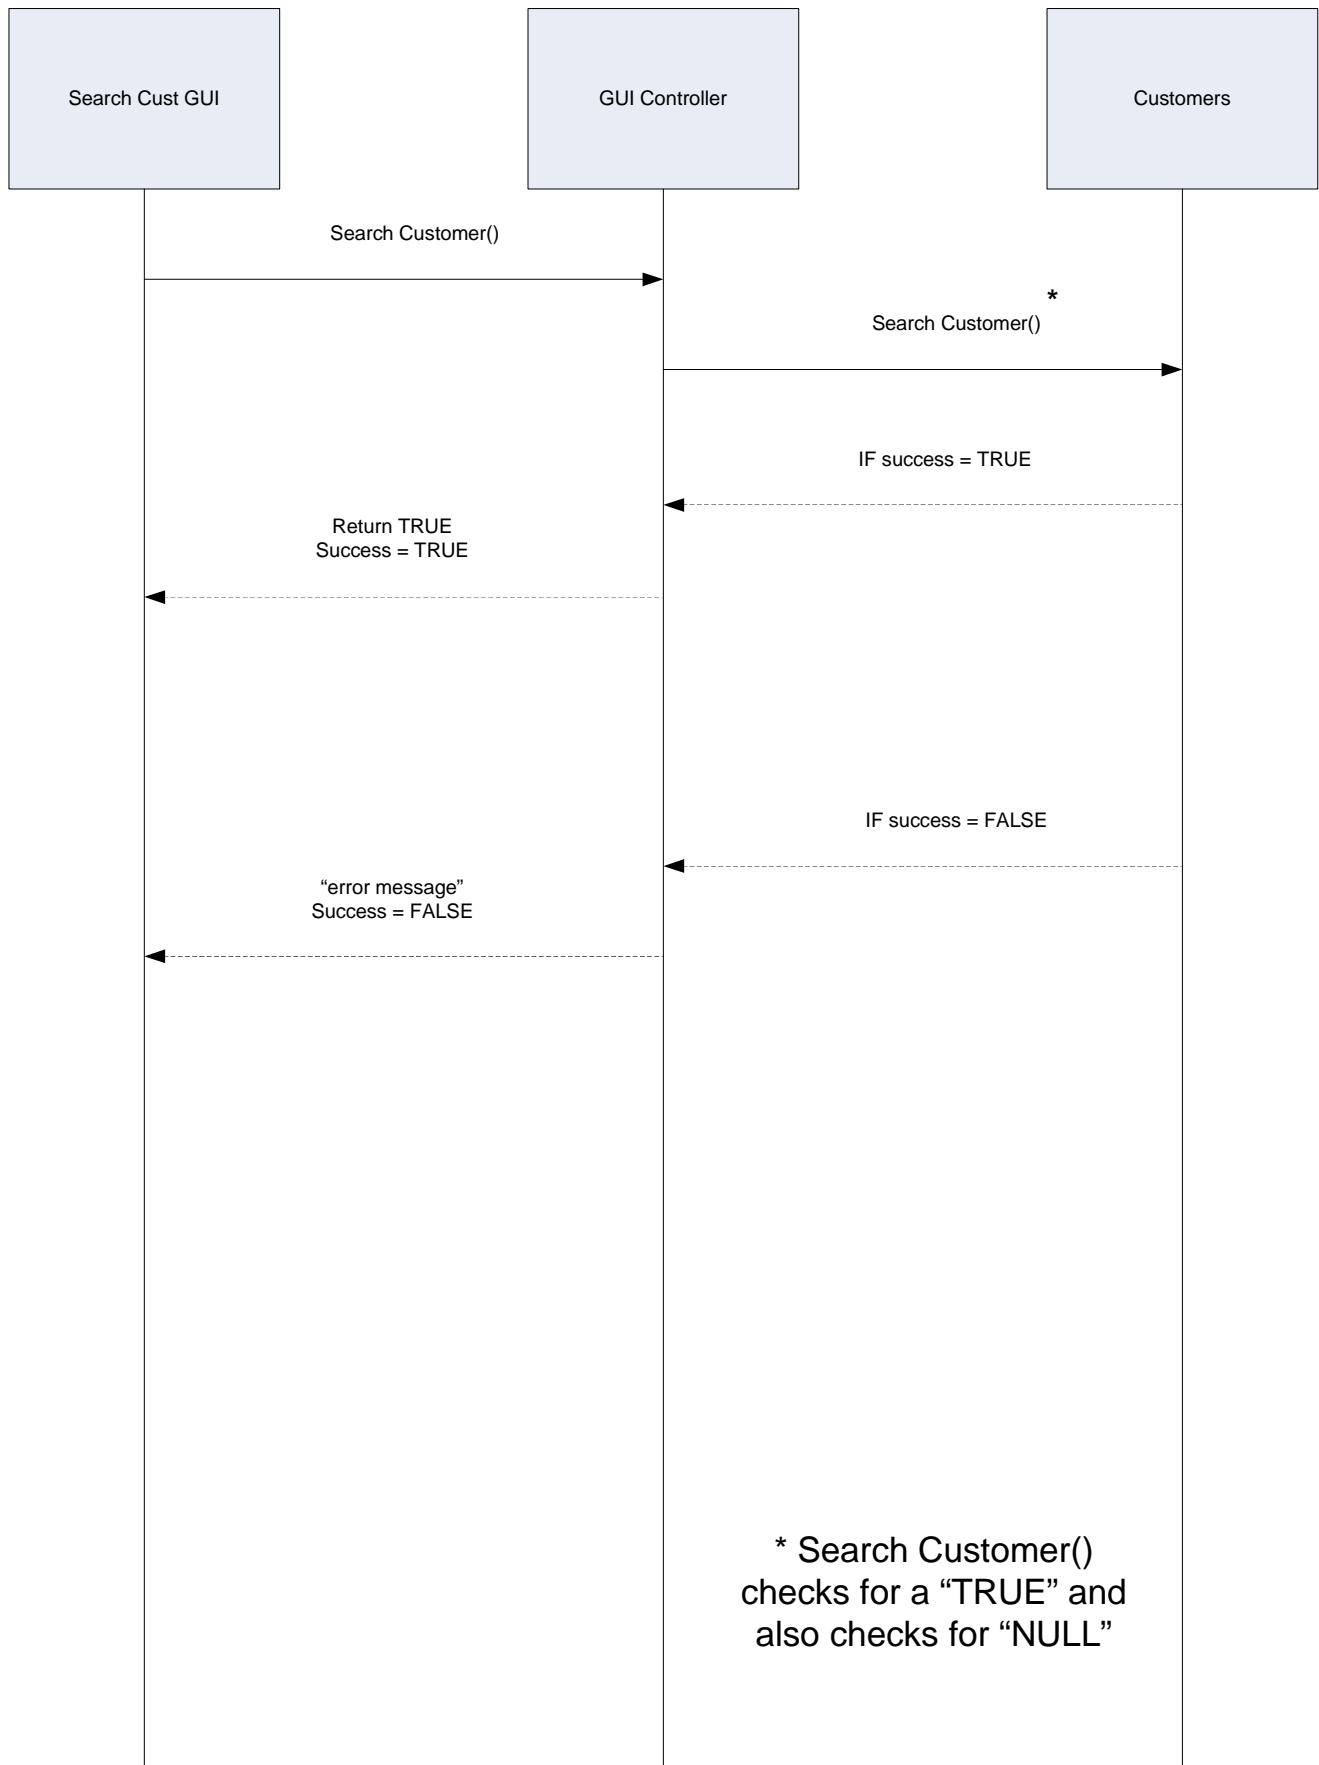 Search Cust GUI
GUI Controller
Customers
Search Customer()
*
Search Customer()
IF success = TRUE
Return TRUE
Success = TRUE
IF success = FALSE
“error message”
Success = FALSE
* Search Customer()
checks for a “TRUE” and
also checks for “NULL”